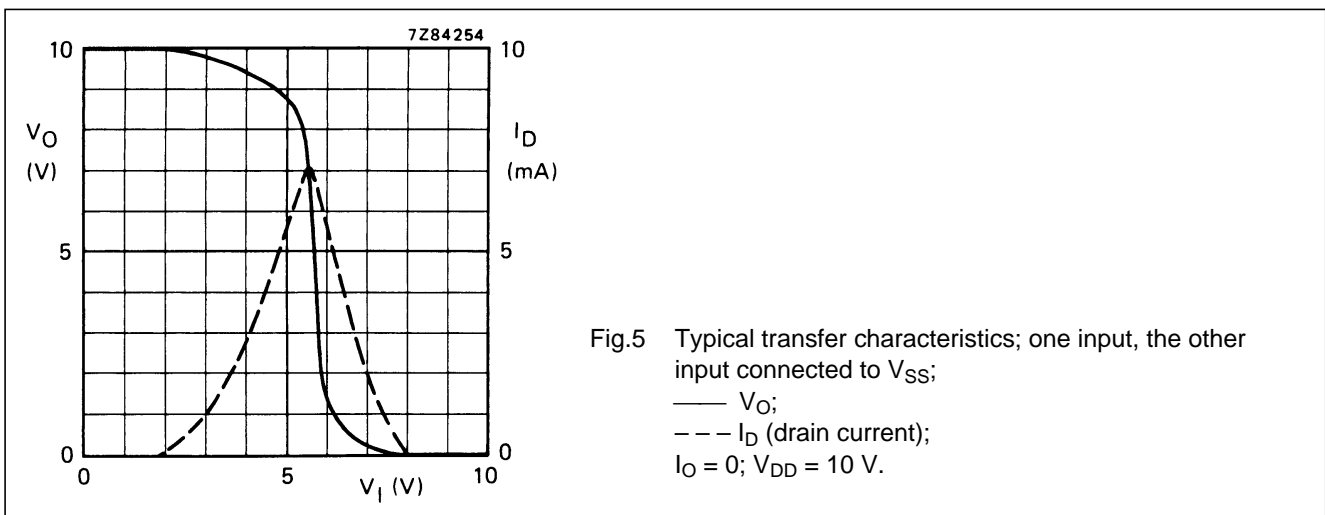 7Z84254
10
V_O
(V)
5
0
0
5
10
V_I (V)
10
I_D
(mA)
5
0
Fig.5 Typical transfer characteristics; one input, the other
input connected to V_SS;
—— V_O;
– – – I_D (drain current);
I_O = 0; V_DD = 10 V.